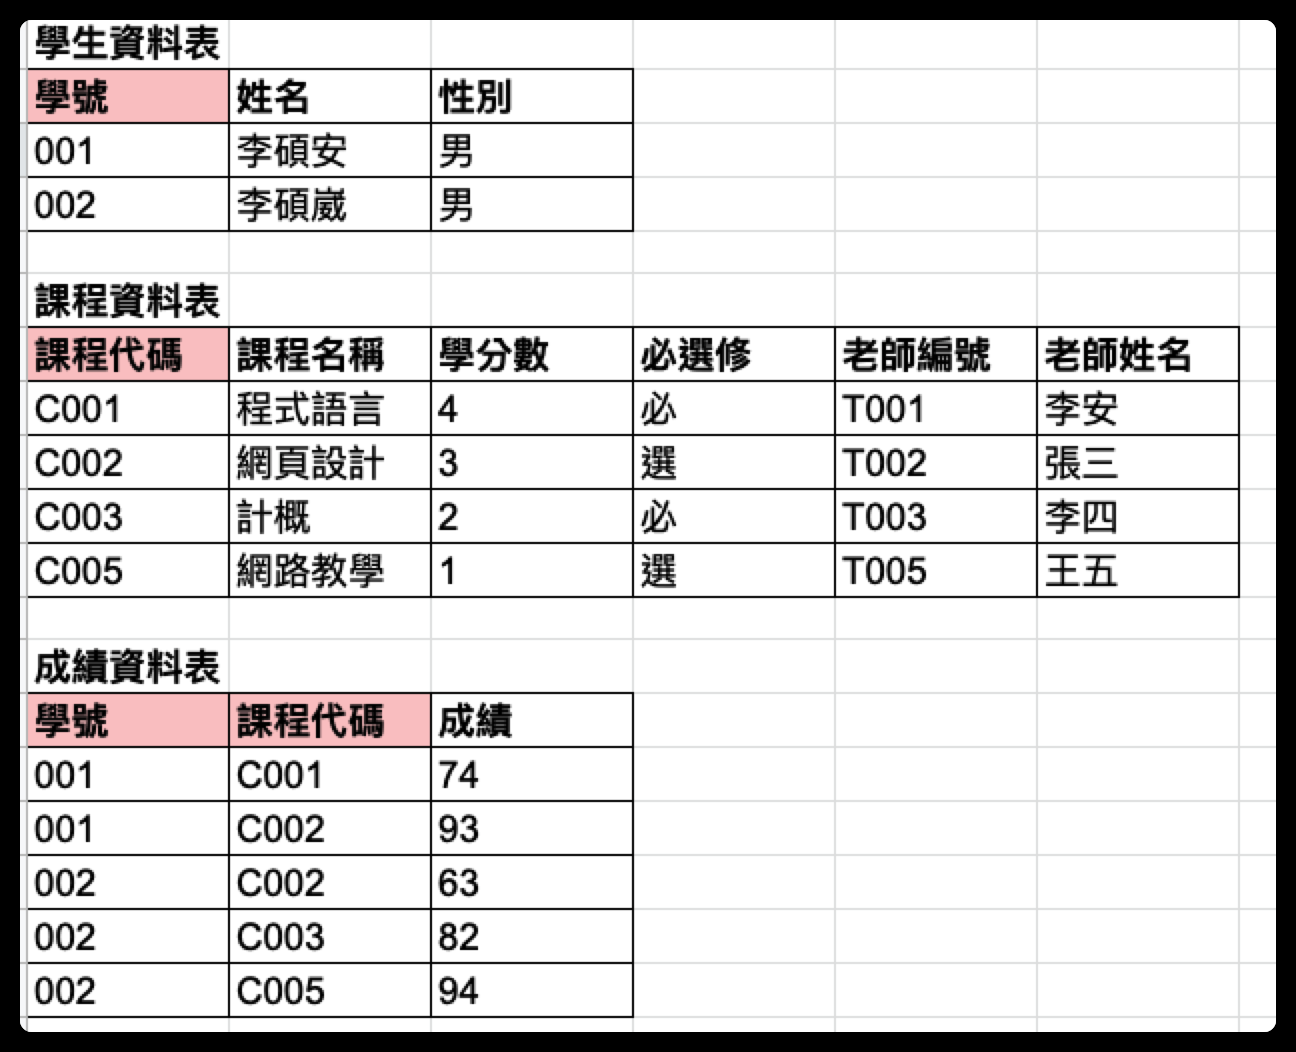 學生資料表
學號 姓名 性別
001 李碩安 男
002 李碩崴 男
課程資料表
課程代碼 課程名稱 學分數 必選修 老師編號 老師姓名
C001 程式語言 4 必 T001 李安
C002 網頁設計 3 選 T002 張三
C003 計概 2 必 T003 李四
C005 網路教學 1 選 T005 王五
成績資料表
學號 課程代碼 成績
001 C001 74
001 C002 93
002 C002 63
002 C003 82
002 C005 94